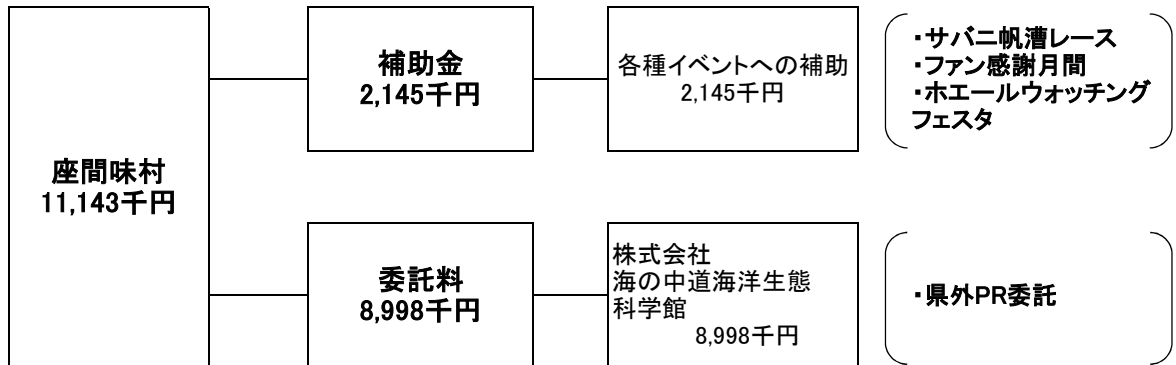 座間味村
11,143千円
補助金
2,145千円
各種イベントへの補助
2,145千円
・サバニ帆漕レース
・ファン感謝月間
・ホエールウォッチング
フェスタ
委託料
8,998千円
株式会社
海の中道海洋生態
科学館
8,998千円
・県外PR委託